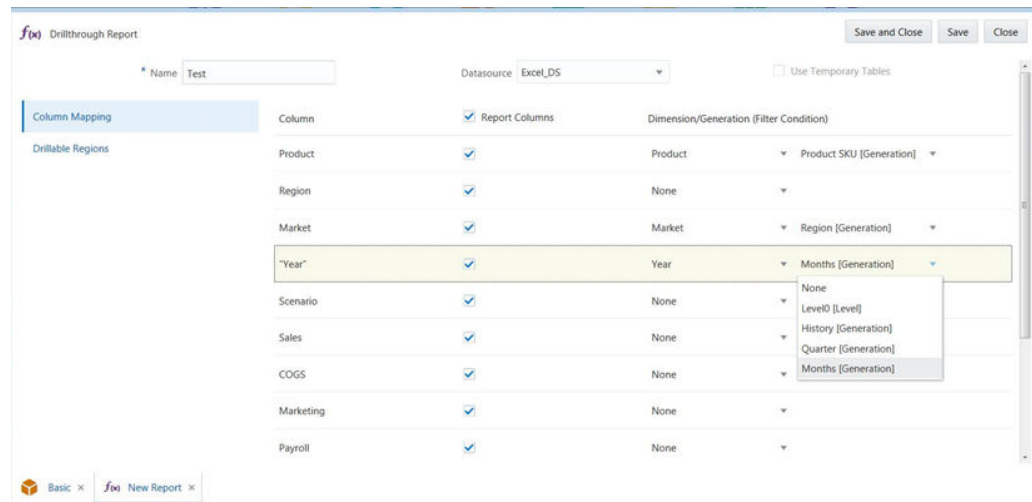 f(x) Drillthrough Report Save and Close Save Close
* Name Test Datasource Excel_DS Use Temporary Tables
Column Mapping Column Report Columns Dimension/Generation (Filter Condition)
Drillable Regions Product Product Product SKU [Generation]
Region None
Market Market Region [Generation]
"Year" Year Months [Generation]
None
Scenario None Level0 [Level]
History [Generation]
Sales None Quarter [Generation]
COGS None Months [Generation]
Marketing None
Payroll None
Basic × f(x) New Report ×